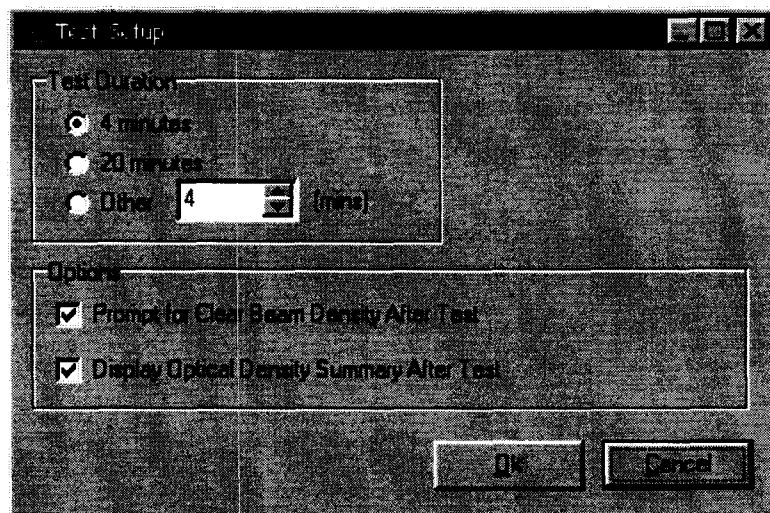 Test Setup
Test Duration
4 minutes
20 minutes
Other 4 (mins)
Options
Prompt for Clear Beam Density After Test
Display Optical Density Summary After Test
OK
Cancel